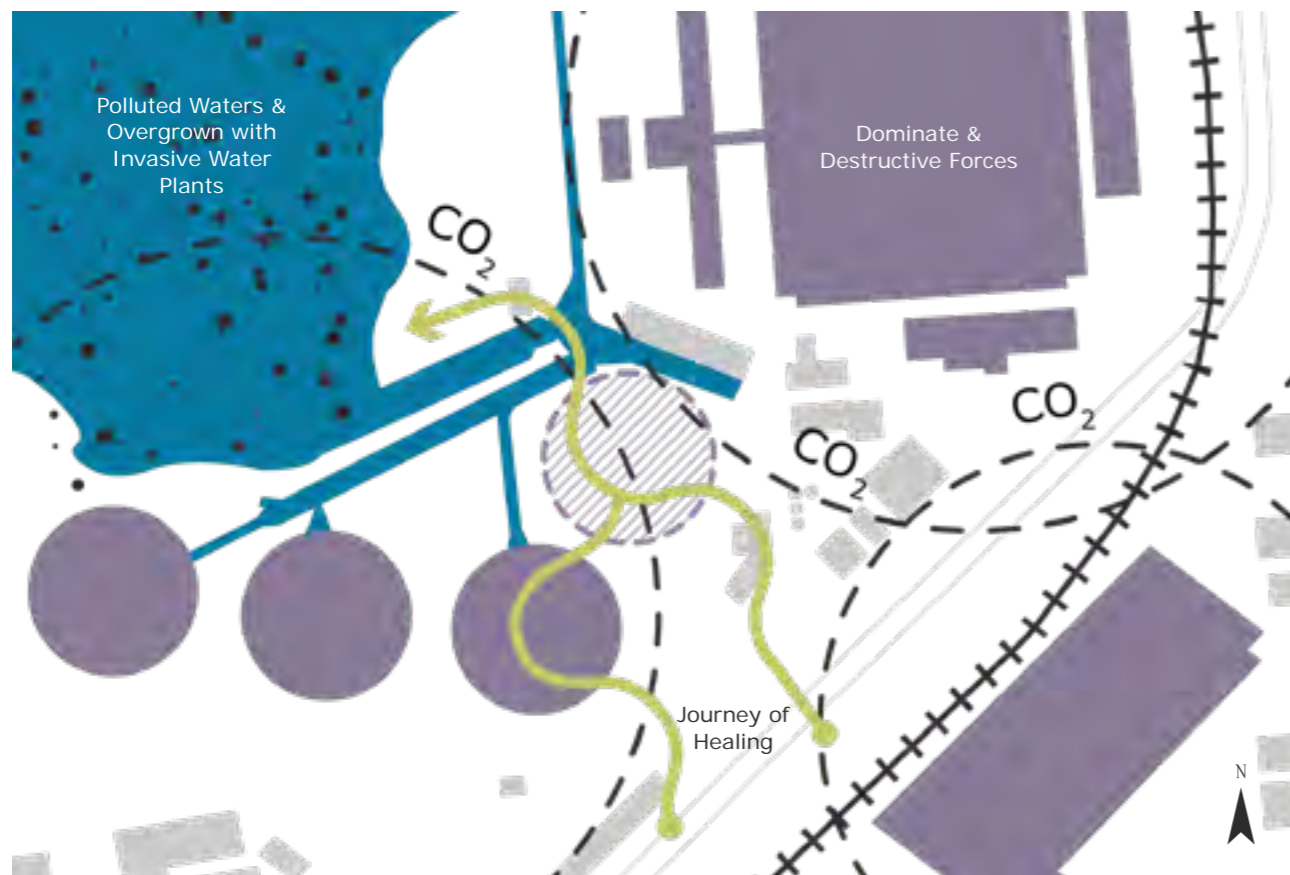 Polluted Waters &
Overgrown with
Invasive Water
Plants
Dominate &
Destructive Forces
CO₂
CO₂
CO₂
Journey of
Healing
N